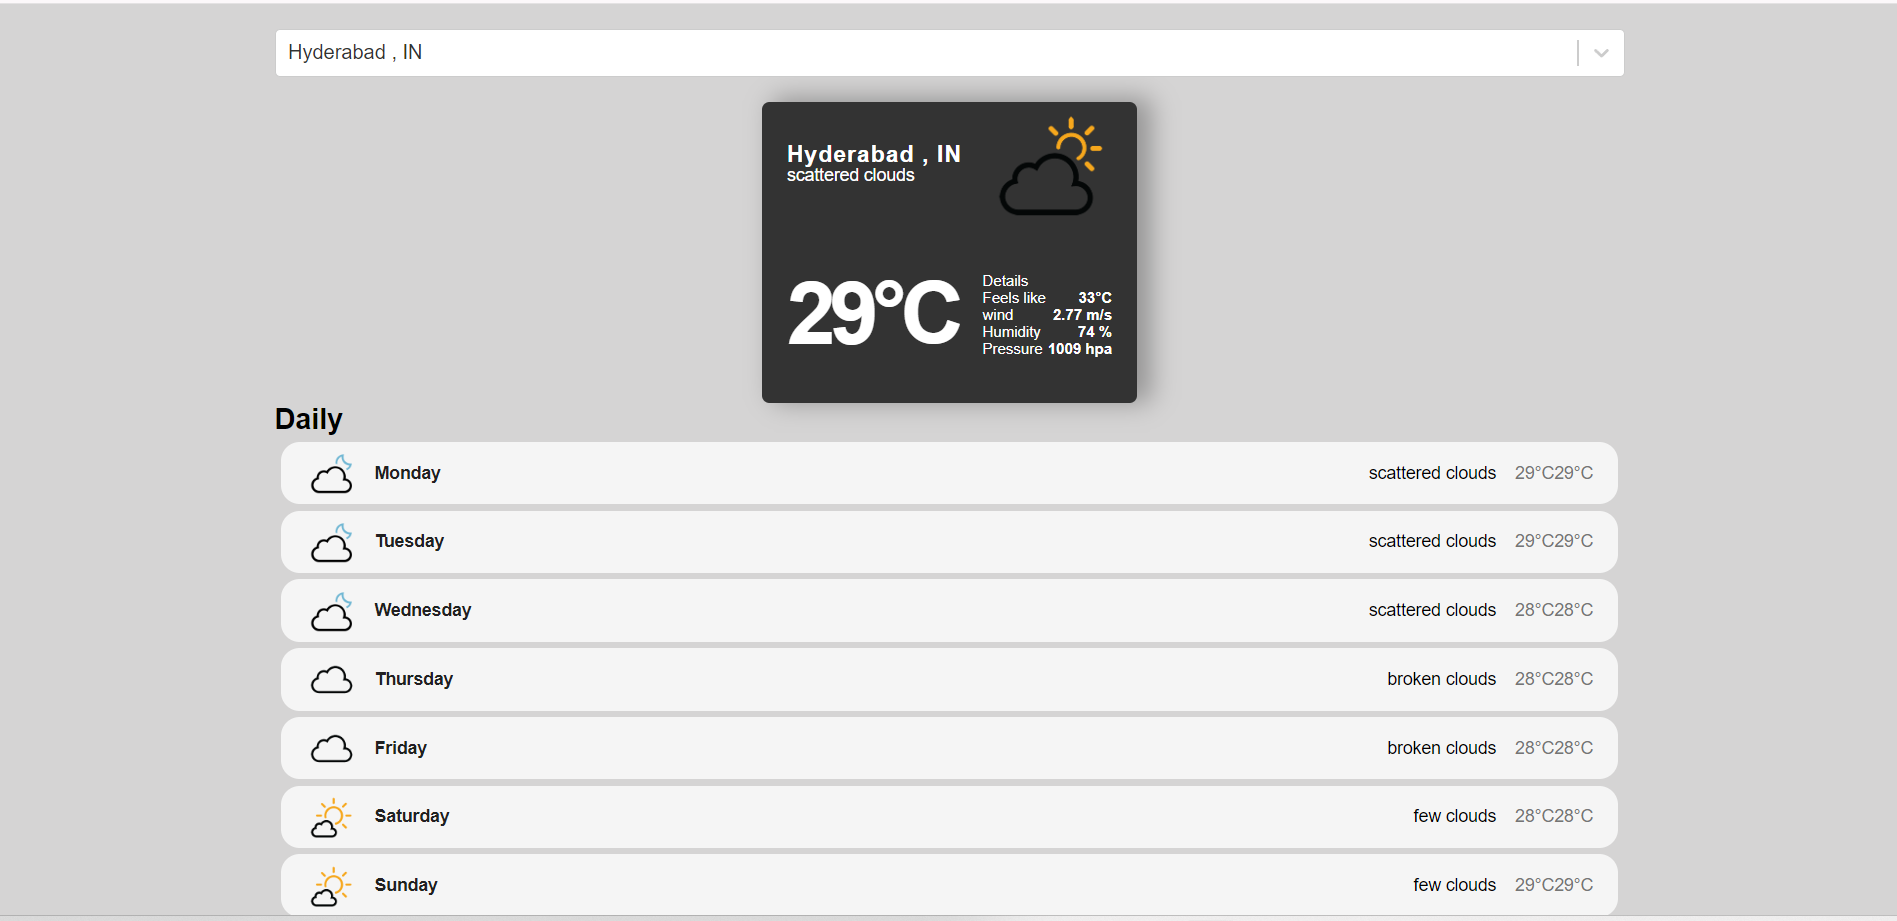 Hyderabad , IN
Hyderabad , IN
scattered clouds
29°C
Details
Feels like 33°C
wind 2.77 m/s
Humidity 74 %
Pressure 1009 hpa
Daily
Monday scattered clouds 29°C29°C
Tuesday scattered clouds 29°C29°C
Wednesday scattered clouds 28°C28°C
Thursday broken clouds 28°C28°C
Friday broken clouds 28°C28°C
Saturday few clouds 28°C28°C
Sunday few clouds 29°C29°C